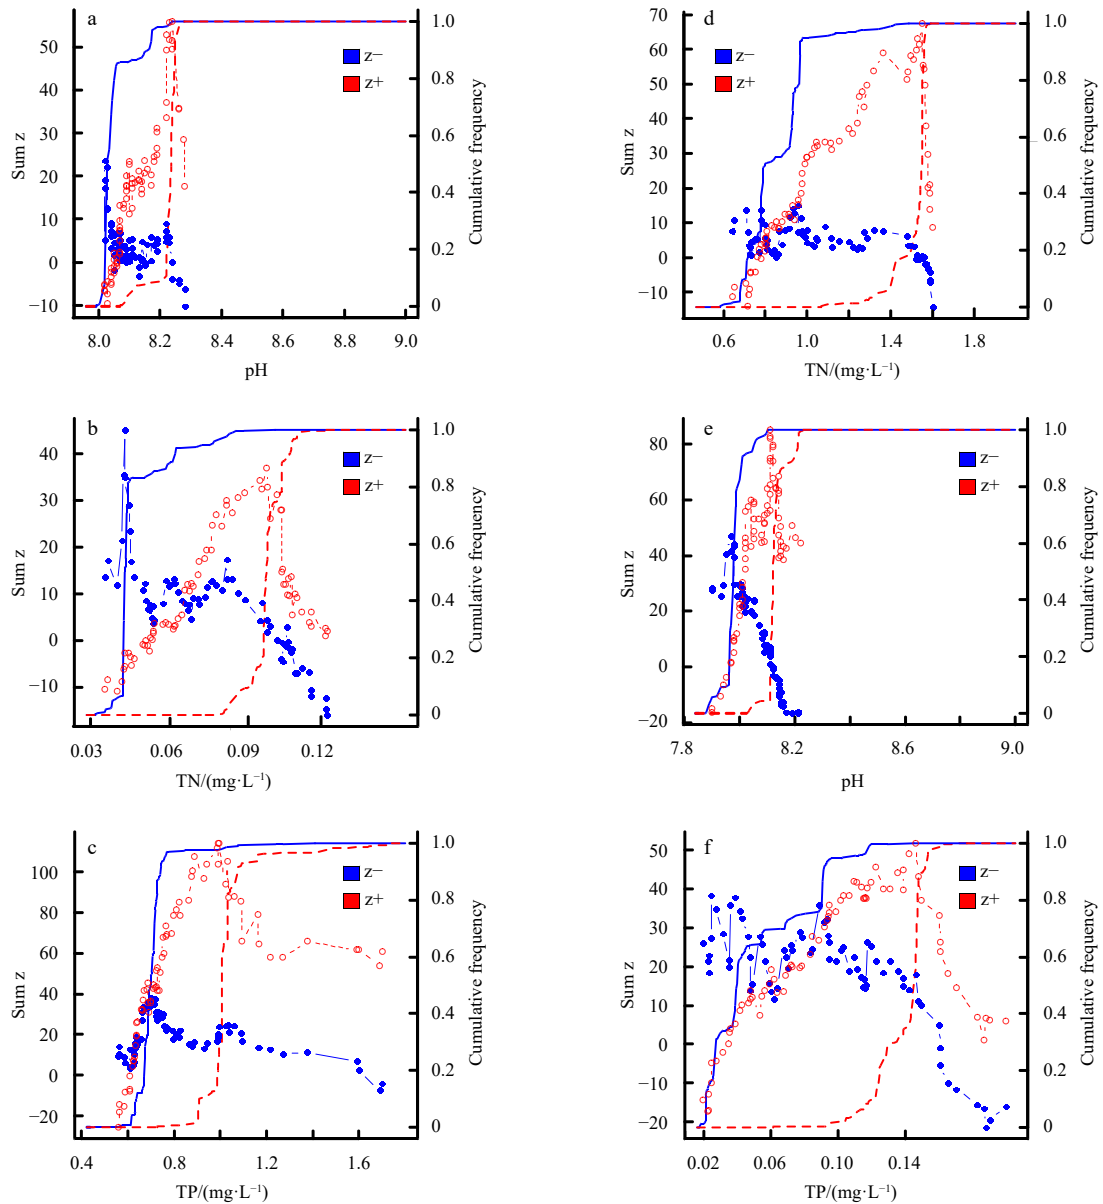 a
z−
z+
Sum z
50
40
30
20
10
0
−10
1.0
0.8
0.6
0.4
0.2
0
Cumulative frequency
8.0 8.2 8.4 8.6 8.8 9.0
pH
d
z−
z+
Sum z
70
60
50
40
30
20
10
0
−10
1.0
0.8
0.6
0.4
0.2
0
Cumulative frequency
0.6 1.0 1.4 1.8
TN/(mg·L⁻¹)
b
z−
z+
Sum z
40
30
20
10
0
−10
1.0
0.8
0.6
0.4
0.2
0
Cumulative frequency
0.03 0.06 0.09 0.12
TN/(mg·L⁻¹)
e
z−
z+
Sum z
80
60
40
20
0
−20
1.0
0.8
0.6
0.4
0.2
0
Cumulative frequency
7.8 8.2 8.6 9.0
pH
c
z−
z+
Sum z
100
80
60
40
20
0
−20
1.0
0.8
0.6
0.4
0.2
0
Cumulative frequency
0.4 0.8 1.2 1.6
TP/(mg·L⁻¹)
f
z−
z+
Sum z
50
40
30
20
10
0
−10
−20
1.0
0.8
0.6
0.4
0.2
0
Cumulative frequency
0.02 0.06 0.10 0.14
TP/(mg·L⁻¹)